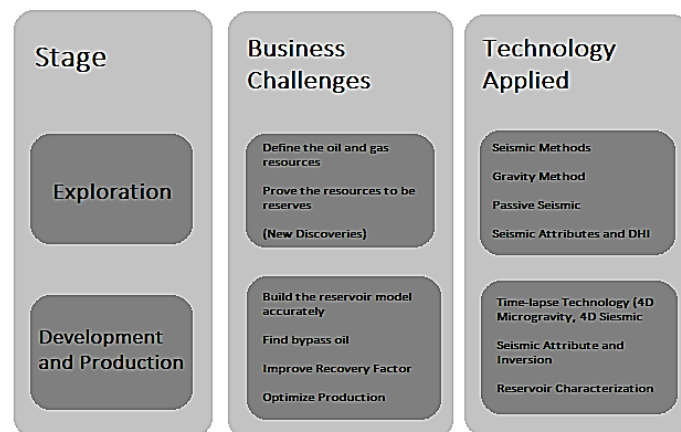 Stage
Business
Challenges
Technology
Applied
Exploration
Define the oil and gas
resources
Prove the resources to be
reserves
(New Discoveries)
Seismic Methods
Gravity Method
Passive Seismic
Seismic Attributes and DHI
Development
and Production
Build the reservoir model
accurately
Find bypass oil
Improve Recovery Factor
Optimize Production
Time-lapse Technology (4D
Microgravity, 4D Siesmic
Seismic Attribute and
Inversion
Reservoir Characterization